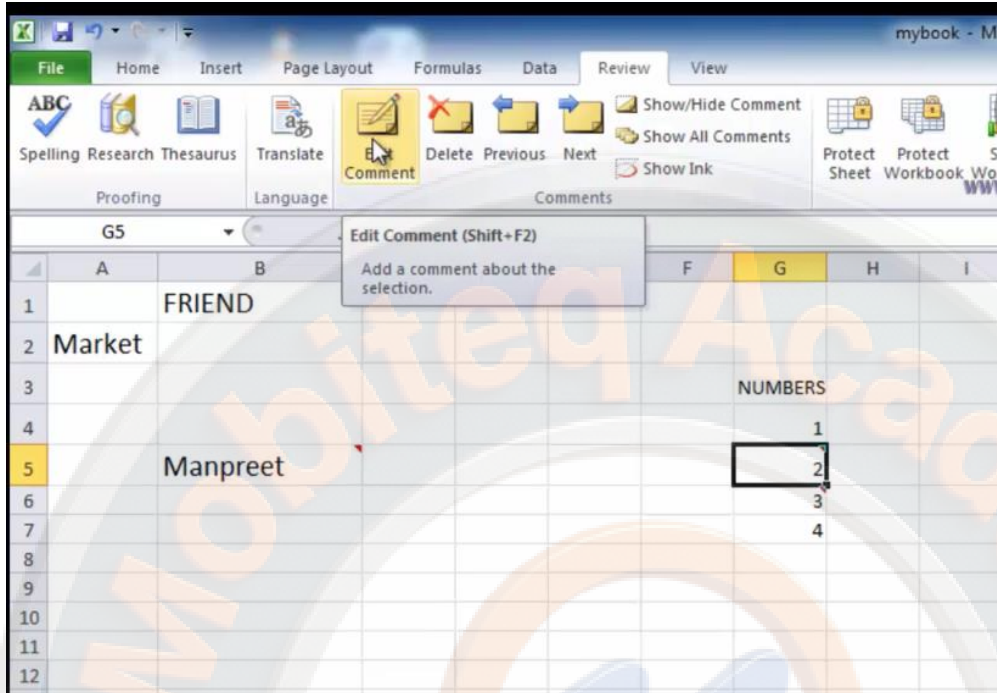 mybook - M
File Home Insert Page Layout Formulas Data Review View
ABC
Spelling Research Thesaurus Translate Comment Delete Previous Next
Show/Hide Comment
Show All Comments
Show Ink
Protect Sheet Protect Workbook
Proofing Language Comments
WWW
G5
Edit Comment (Shift+F2)
Add a comment about the
selection.
A B F G H I
1 FRIEND
2 Market
3 NUMBERS
4 1
5 Manpreet 2
6 3
7 4
8
9
10
11
12
Mobiteq Acad